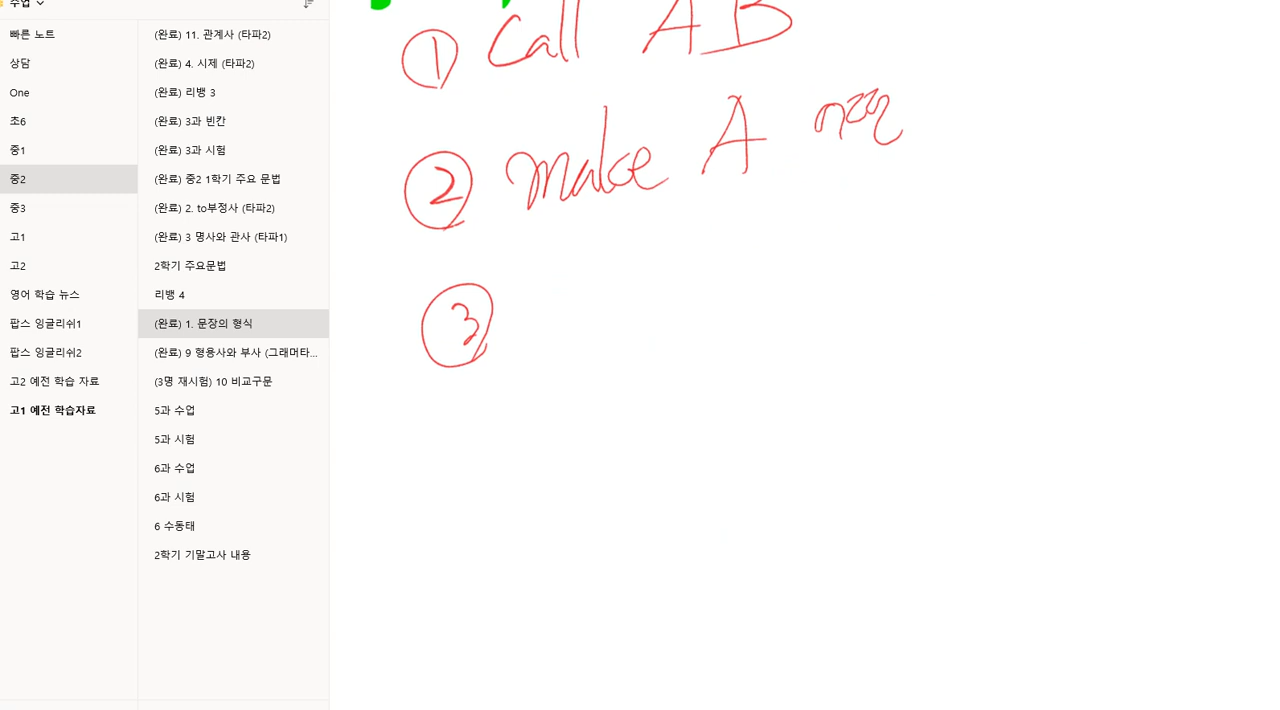 수업
빠른 노트
상담
One
초6
중1
중2
중3
고1
고2
영어 학습 뉴스
팝스 잉글리쉬1
팝스 잉글리쉬2
고2 예전 학습 자료
고1 예전 학습자료
(완료) 11. 관계사 (타파2)
(완료) 4. 시제 (타파2)
(완료) 리뱅 3
(완료) 3과 빈칸
(완료) 3과 시험
(완료) 중2 1학기 주요 문법
(완료) 2. to부정사 (타파2)
(완료) 3 명사와 관사 (타파1)
2학기 주요문법
리뱅 4
(완료) 1. 문장의 형식
(완료) 9 형용사와 부사 (그래머타...
(3명 재시험) 10 비교구문
5과 수업
5과 시험
6과 수업
6과 시험
6 수동태
2학기 기말고사 내용
① Call A B
② make A
③